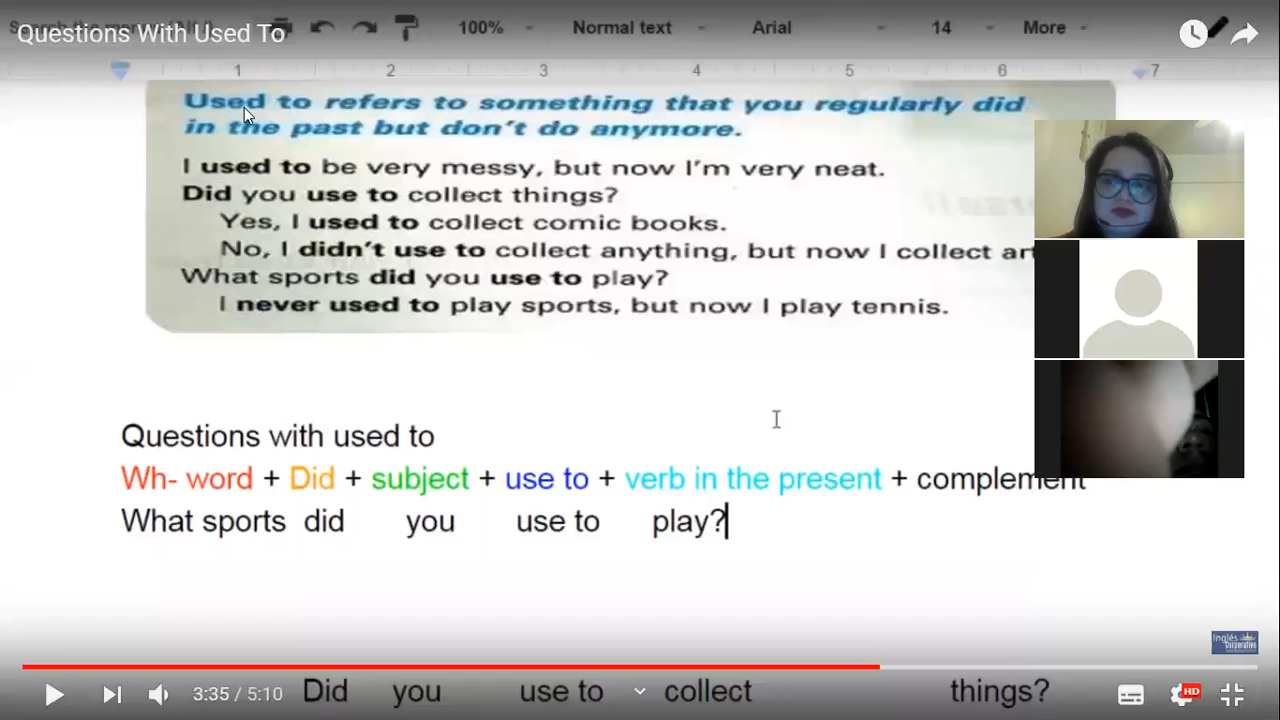 Questions With Used To
100%
Normal text
Arial
14
More
1 2 3 4 5 6 7
Used to refers to something that you regularly did
in the past but don't do anymore.
I used to be very messy, but now I'm very neat.
Did you use to collect things?
Yes, I used to collect comic books.
No, I didn't use to collect anything, but now I collect
What sports did you use to play?
I never used to play sports, but now I play tennis.
Questions with used to
Wh- word + Did + subject + use to + verb in the present + complement
What sports did you use to play?
Inglés
Corporativo
3:35 / 5:10
Did you use to collect things?
HD